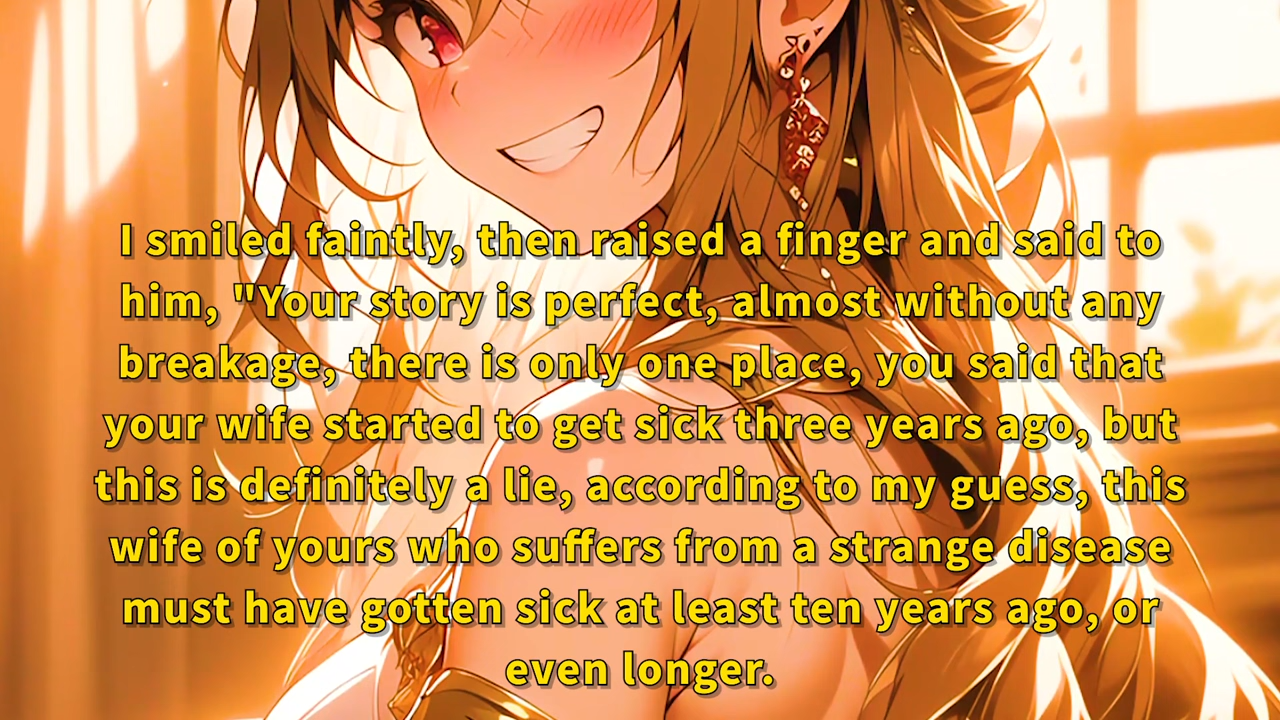 I smiled faintly, then raised a finger and said to
him, "Your story is perfect, almost without any
breakage, there is only one place, you said that
your wife started to get sick three years ago, but
this is definitely a lie, according to my guess, this
wife of yours who suffers from a strange disease
must have gotten sick at least ten years ago, or
even longer.